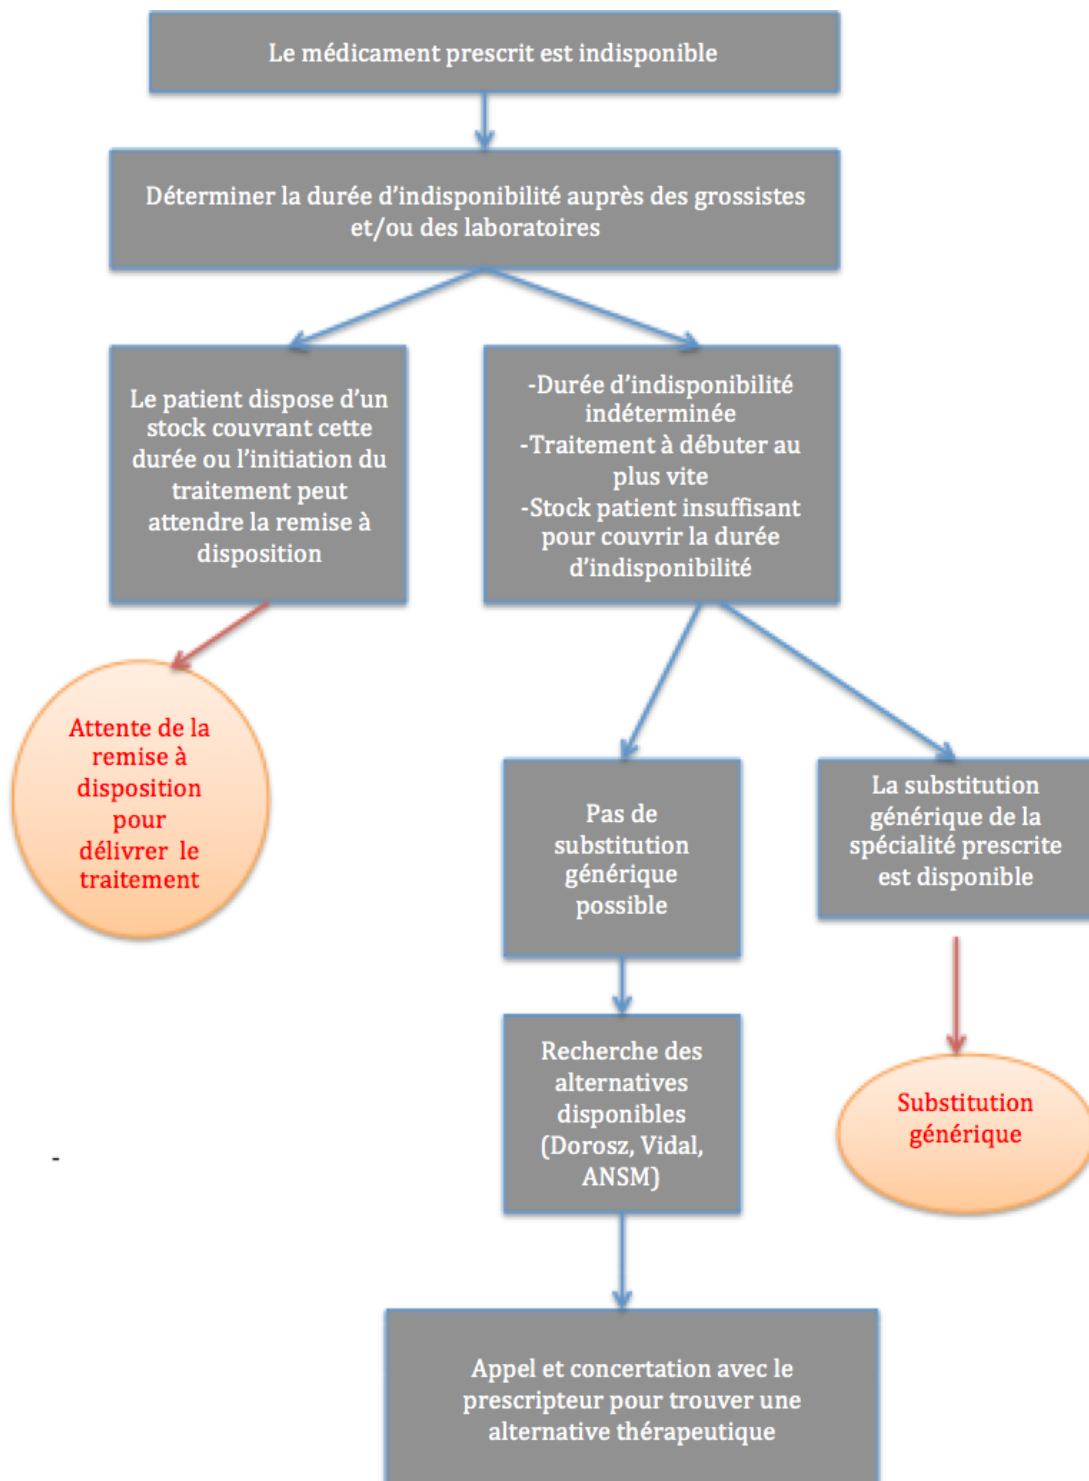 Le médicament prescrit est indisponible
Déterminer la durée d'indisponibilité auprès des grossistes
et/ou des laboratoires
Le patient dispose d'un
stock couvrant cette
durée ou l'initiation du
traitement peut
attendre la remise à
disposition
-Durée d'indisponibilité
indéterminée
-Traitement à débuter au
plus vite
-Stock patient insuffisant
pour couvrir la durée
d'indisponibilité
Attente de la
remise à
disposition
pour
délivrer le
traitement
Pas de
substitution
générique
possible
La substitution
générique de la
spécialité prescrite
est disponible
Recherche des
alternatives
disponibles
(Dorosz, Vidal,
ANSM)
Substitution
générique
-
Appel et concertation avec le
prescripteur pour trouver une
alternative thérapeutique